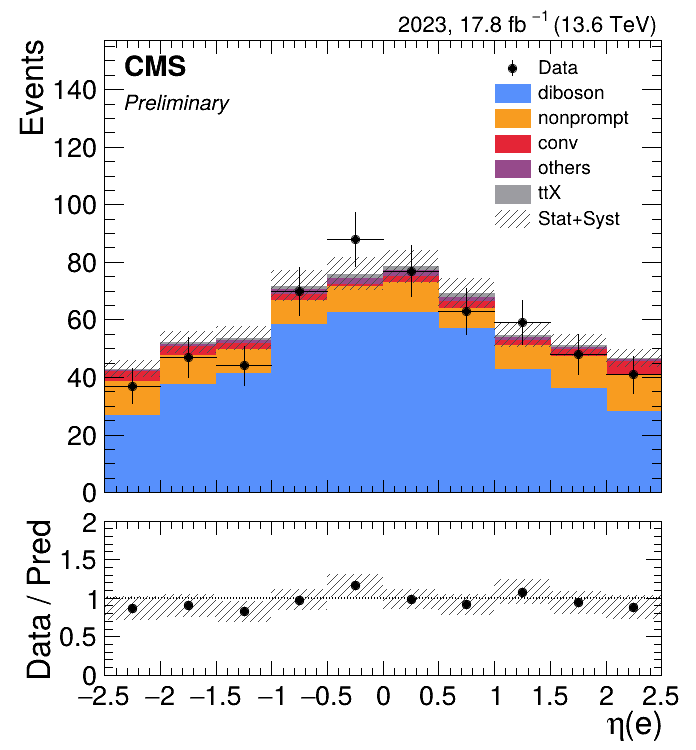 2023, 17.8 fb⁻¹ (13.6 TeV)
CMS
Preliminary
Events
140
120
100
80
60
40
20
0
Data
diboson
nonprompt
conv
others
ttX
Stat+Syst
Data / Pred
2
1.5
1
0.5
0
−2.5 −2 −1.5 −1 −0.5 0 0.5 1 1.5 2 2.5
η(e)